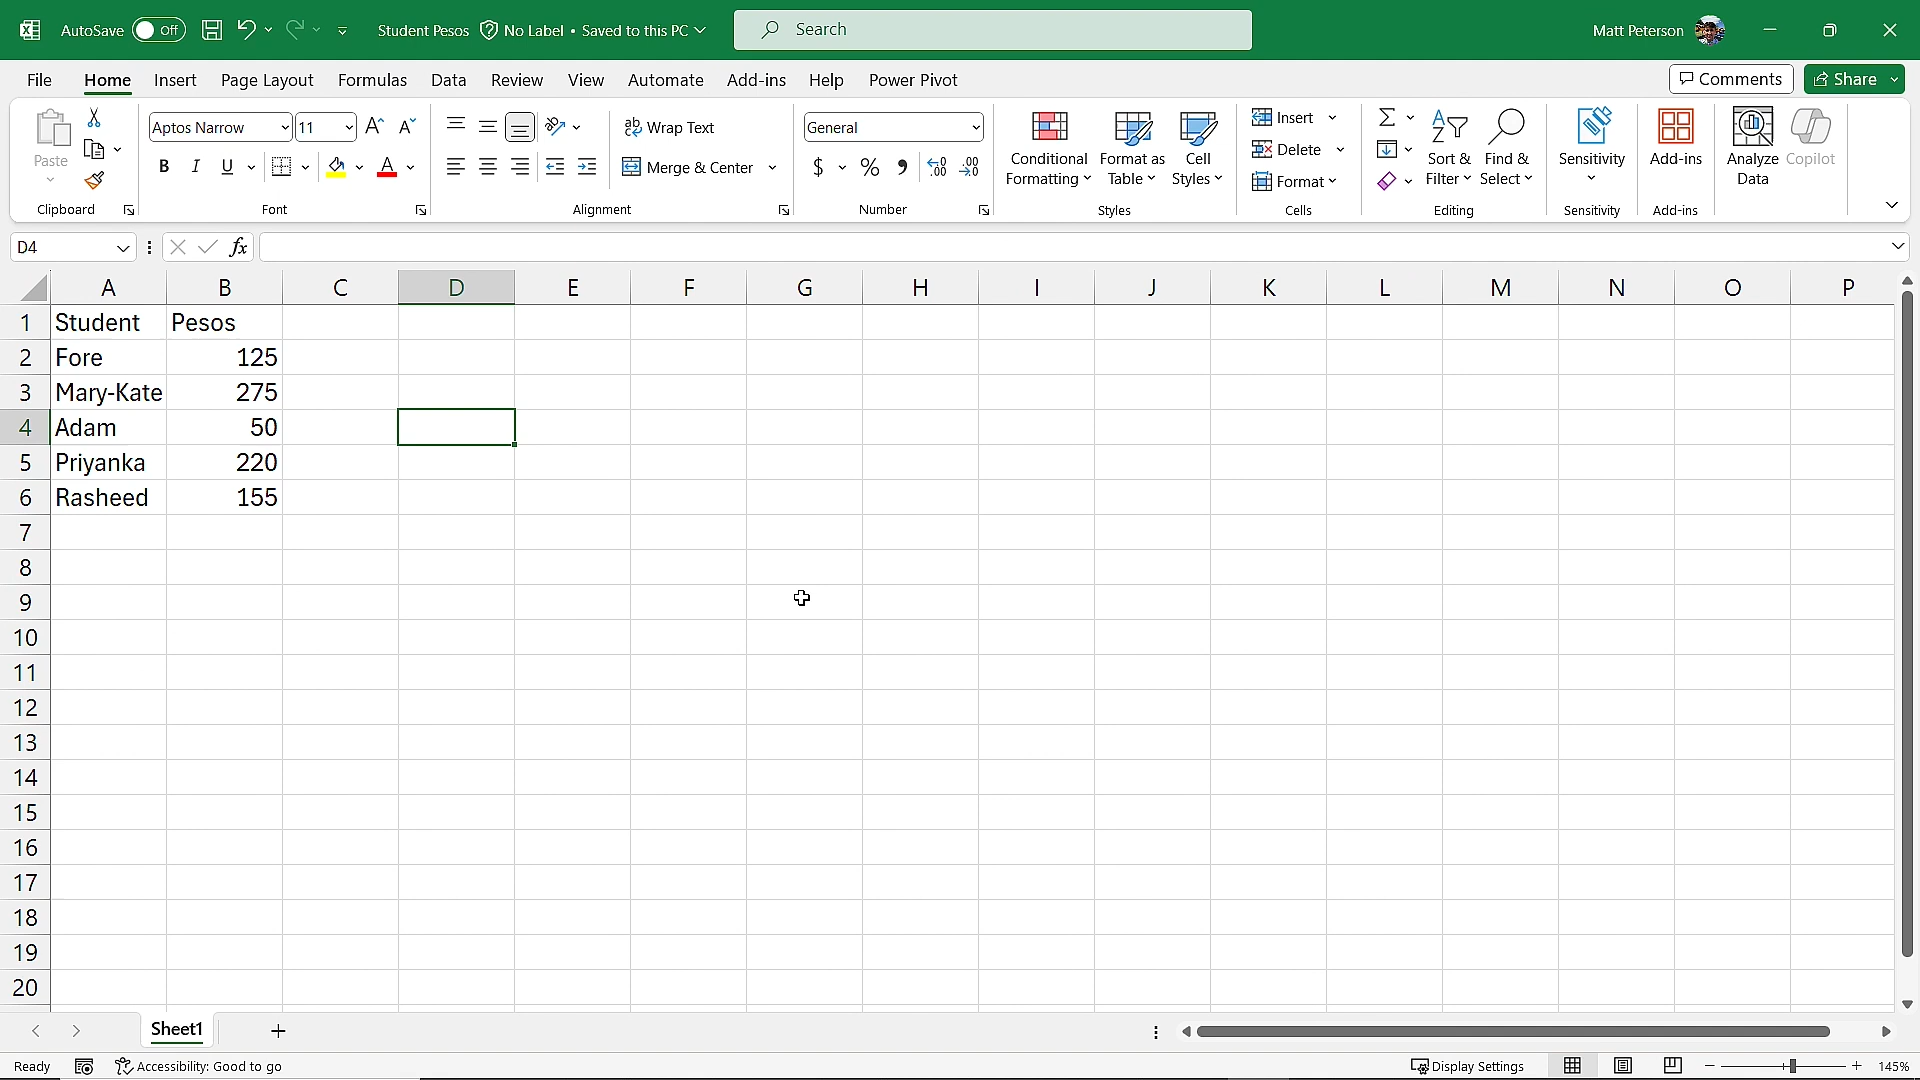 AutoSave Off Student Pesos No Label • Saved to this PC Search Matt Peterson
File Home Insert Page Layout Formulas Data Review View Automate Add-ins Help Power Pivot Comments Share
Paste
Clipboard
Aptos Narrow 11
B I U A
Font
Wrap Text
Merge & Center
Alignment
General
$ % 9 .00
Number
Conditional Formatting
Format as Table
Cell Styles
Styles
Insert
Delete
Format
Cells
Sort & Filter
Find & Select
Editing
Sensitivity
Sensitivity
Add-ins
Add-ins
Analyze Data
Copilot
D4 fx
A B C D E F G H I J K L M N O P
1 Student Pesos
2 Fore 125
3 Mary-Kate 275
4 Adam 50
5 Priyanka 220
6 Rasheed 155
7
8
9
10
11
12
13
14
15
16
17
18
19
20
Sheet1
Ready Accessibility: Good to go Display Settings 145%